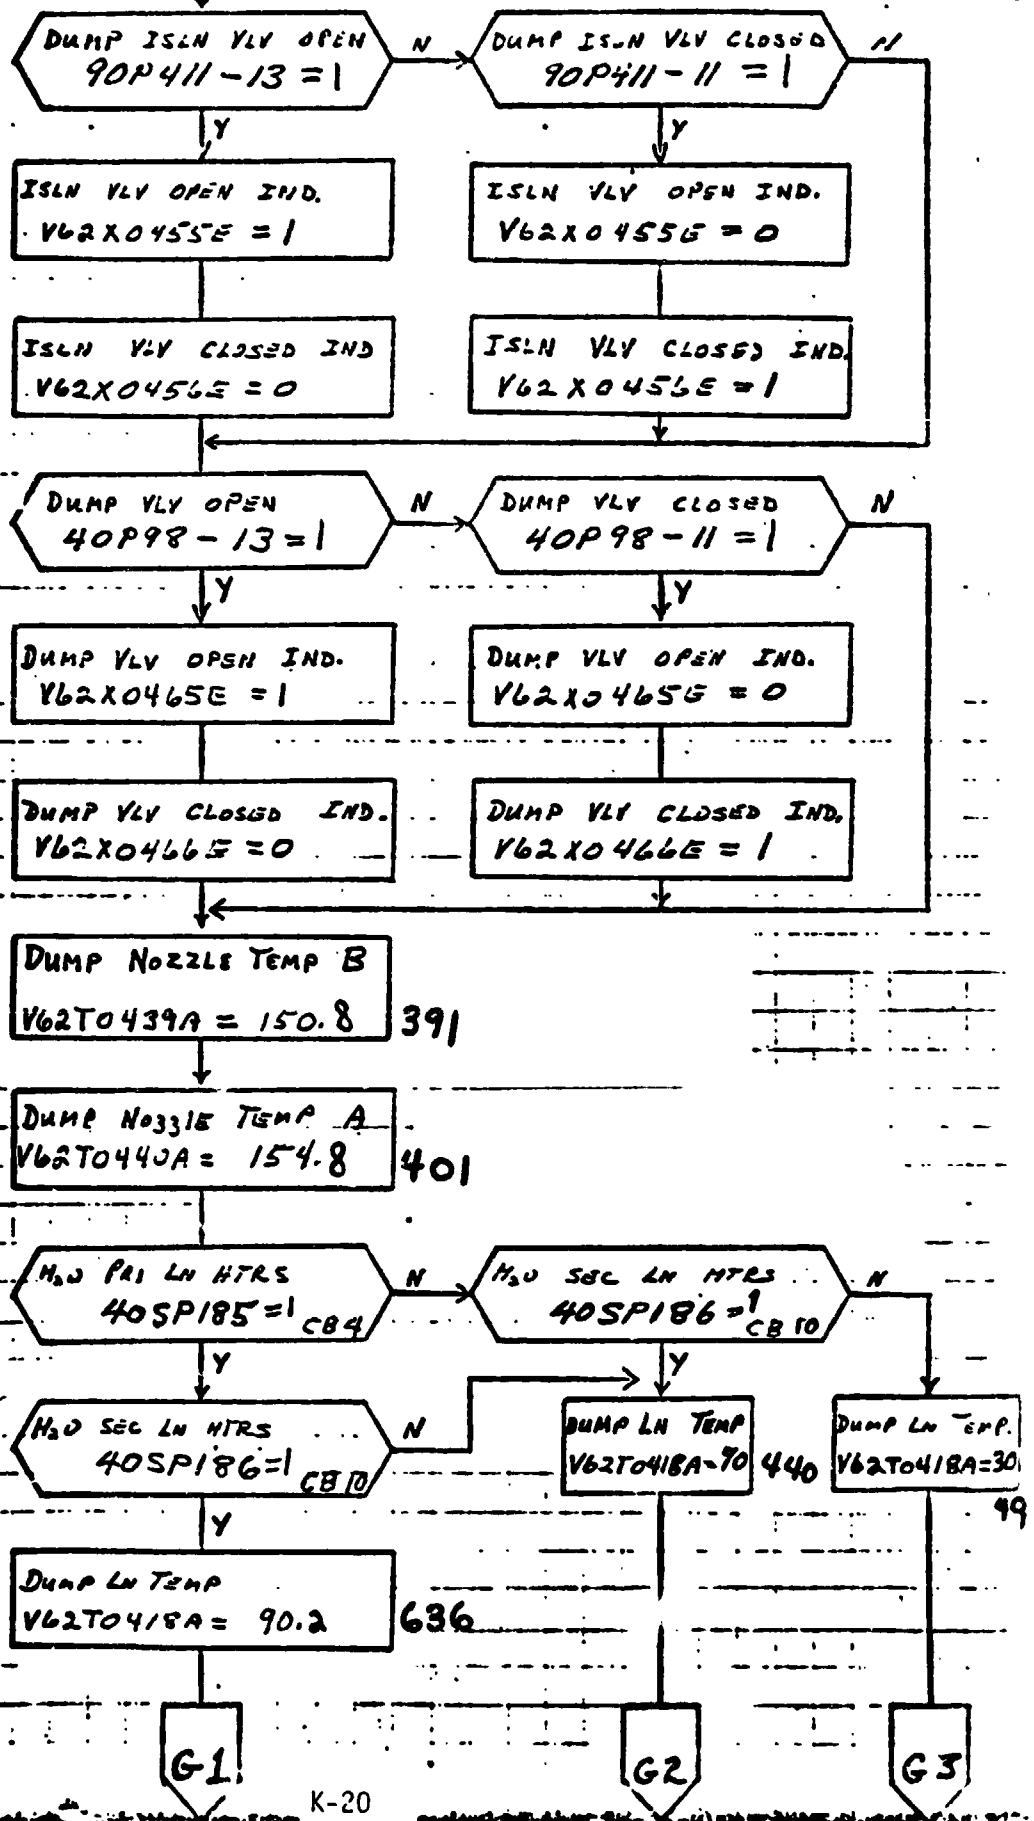 DUMP ISLN VLV OPEN
90P411-13 = 1
N
DUMP ISLN VLV CLOSED
90P411-11 = 1
N
Y
Y
ISLN VLV OPEN IND.
V62X0455E = 1
ISLN VLV OPEN IND.
V62X0455E = 0
ISLN VLV CLOSED IND
V62X0456E = 0
ISLN VLV CLOSED IND.
V62X0456E = 1
DUMP VLV OPEN
40P98-13 = 1
N
DUMP VLV CLOSED
40P98-11 = 1
N
Y
Y
DUMP VLV OPEN IND.
V62X0465E = 1
DUMP VLV OPEN IND.
V62X0465E = 0
DUMP VLV CLOSED IND.
V62X0466E = 0
DUMP VLV CLOSED IND.
V62X0466E = 1
DUMP NOZZLE TEMP B
V62T0439A = 150.8
391
DUMP NOZZLE TEMP A
V62T0440A = 154.8
401
H2O PRI LN HTRS
40SP185=1
CB4
N
H2O SEC LN HTRS
40SP186=1
CB10
N
Y
Y
H2O SEC LN HTRS
40SP186=1
CB10
N
DUMP LN TEMP
V62T0418A=70
440
DUMP LN TEMP.
V62T0418A=30
49
Y
DUMP LN TEMP
V62T0418A = 90.2
636
G1
G2
G3
K-20